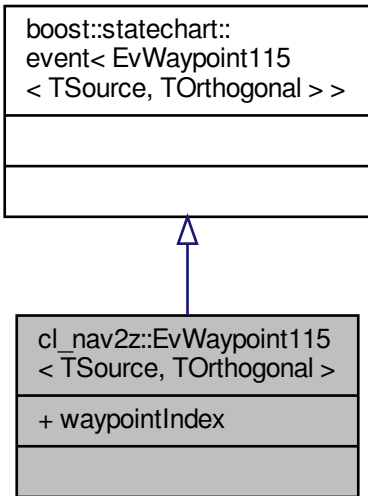 boost::statechart::
event< EvWaypoint115
< TSource, TOrthogonal > >
cl_nav2z::EvWaypoint115
< TSource, TOrthogonal >
+ waypointIndex